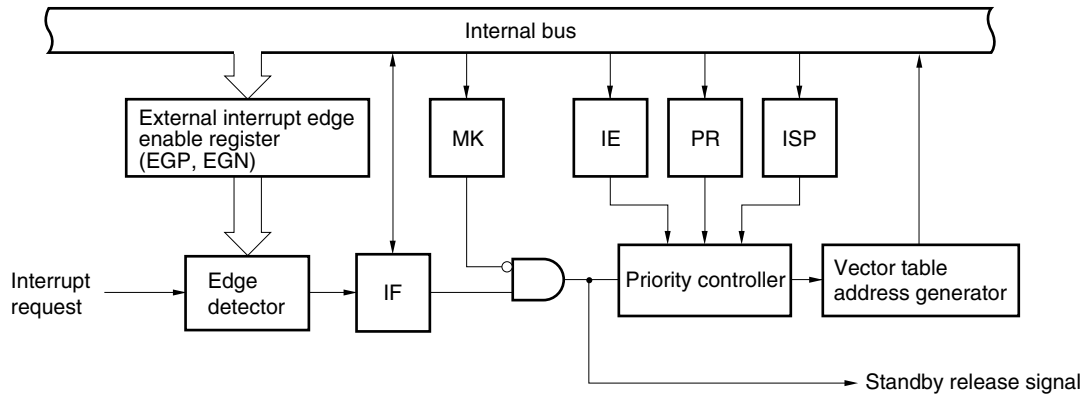 Internal bus
External interrupt edge
enable register
(EGP, EGN)
MK
IE
PR
ISP
Interrupt
request
Edge
detector
IF
Priority controller
Vector table
address generator
Standby release signal